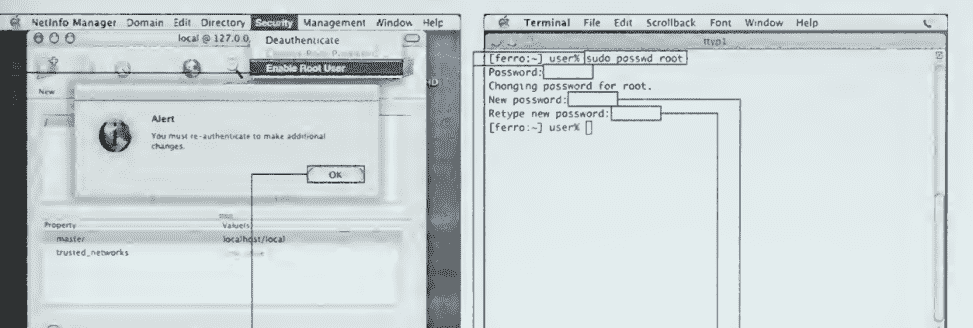 NetInfo Manager Domain Edit Directory Security Management Window Help
local @ 127.0.0
Deauthenticate
Enable Root User
New
Alert
You must re-authenticate to make additional
changes.
OK
Property
Value(s)
master
localhost/local
trusted_networks
Terminal File Edit Scrollback Font Window Help
ttyp1
[ferro:~] user% sudo passwd root
Password:
Changing password for root.
New password:
Retype new password:
[ferro:~] user%